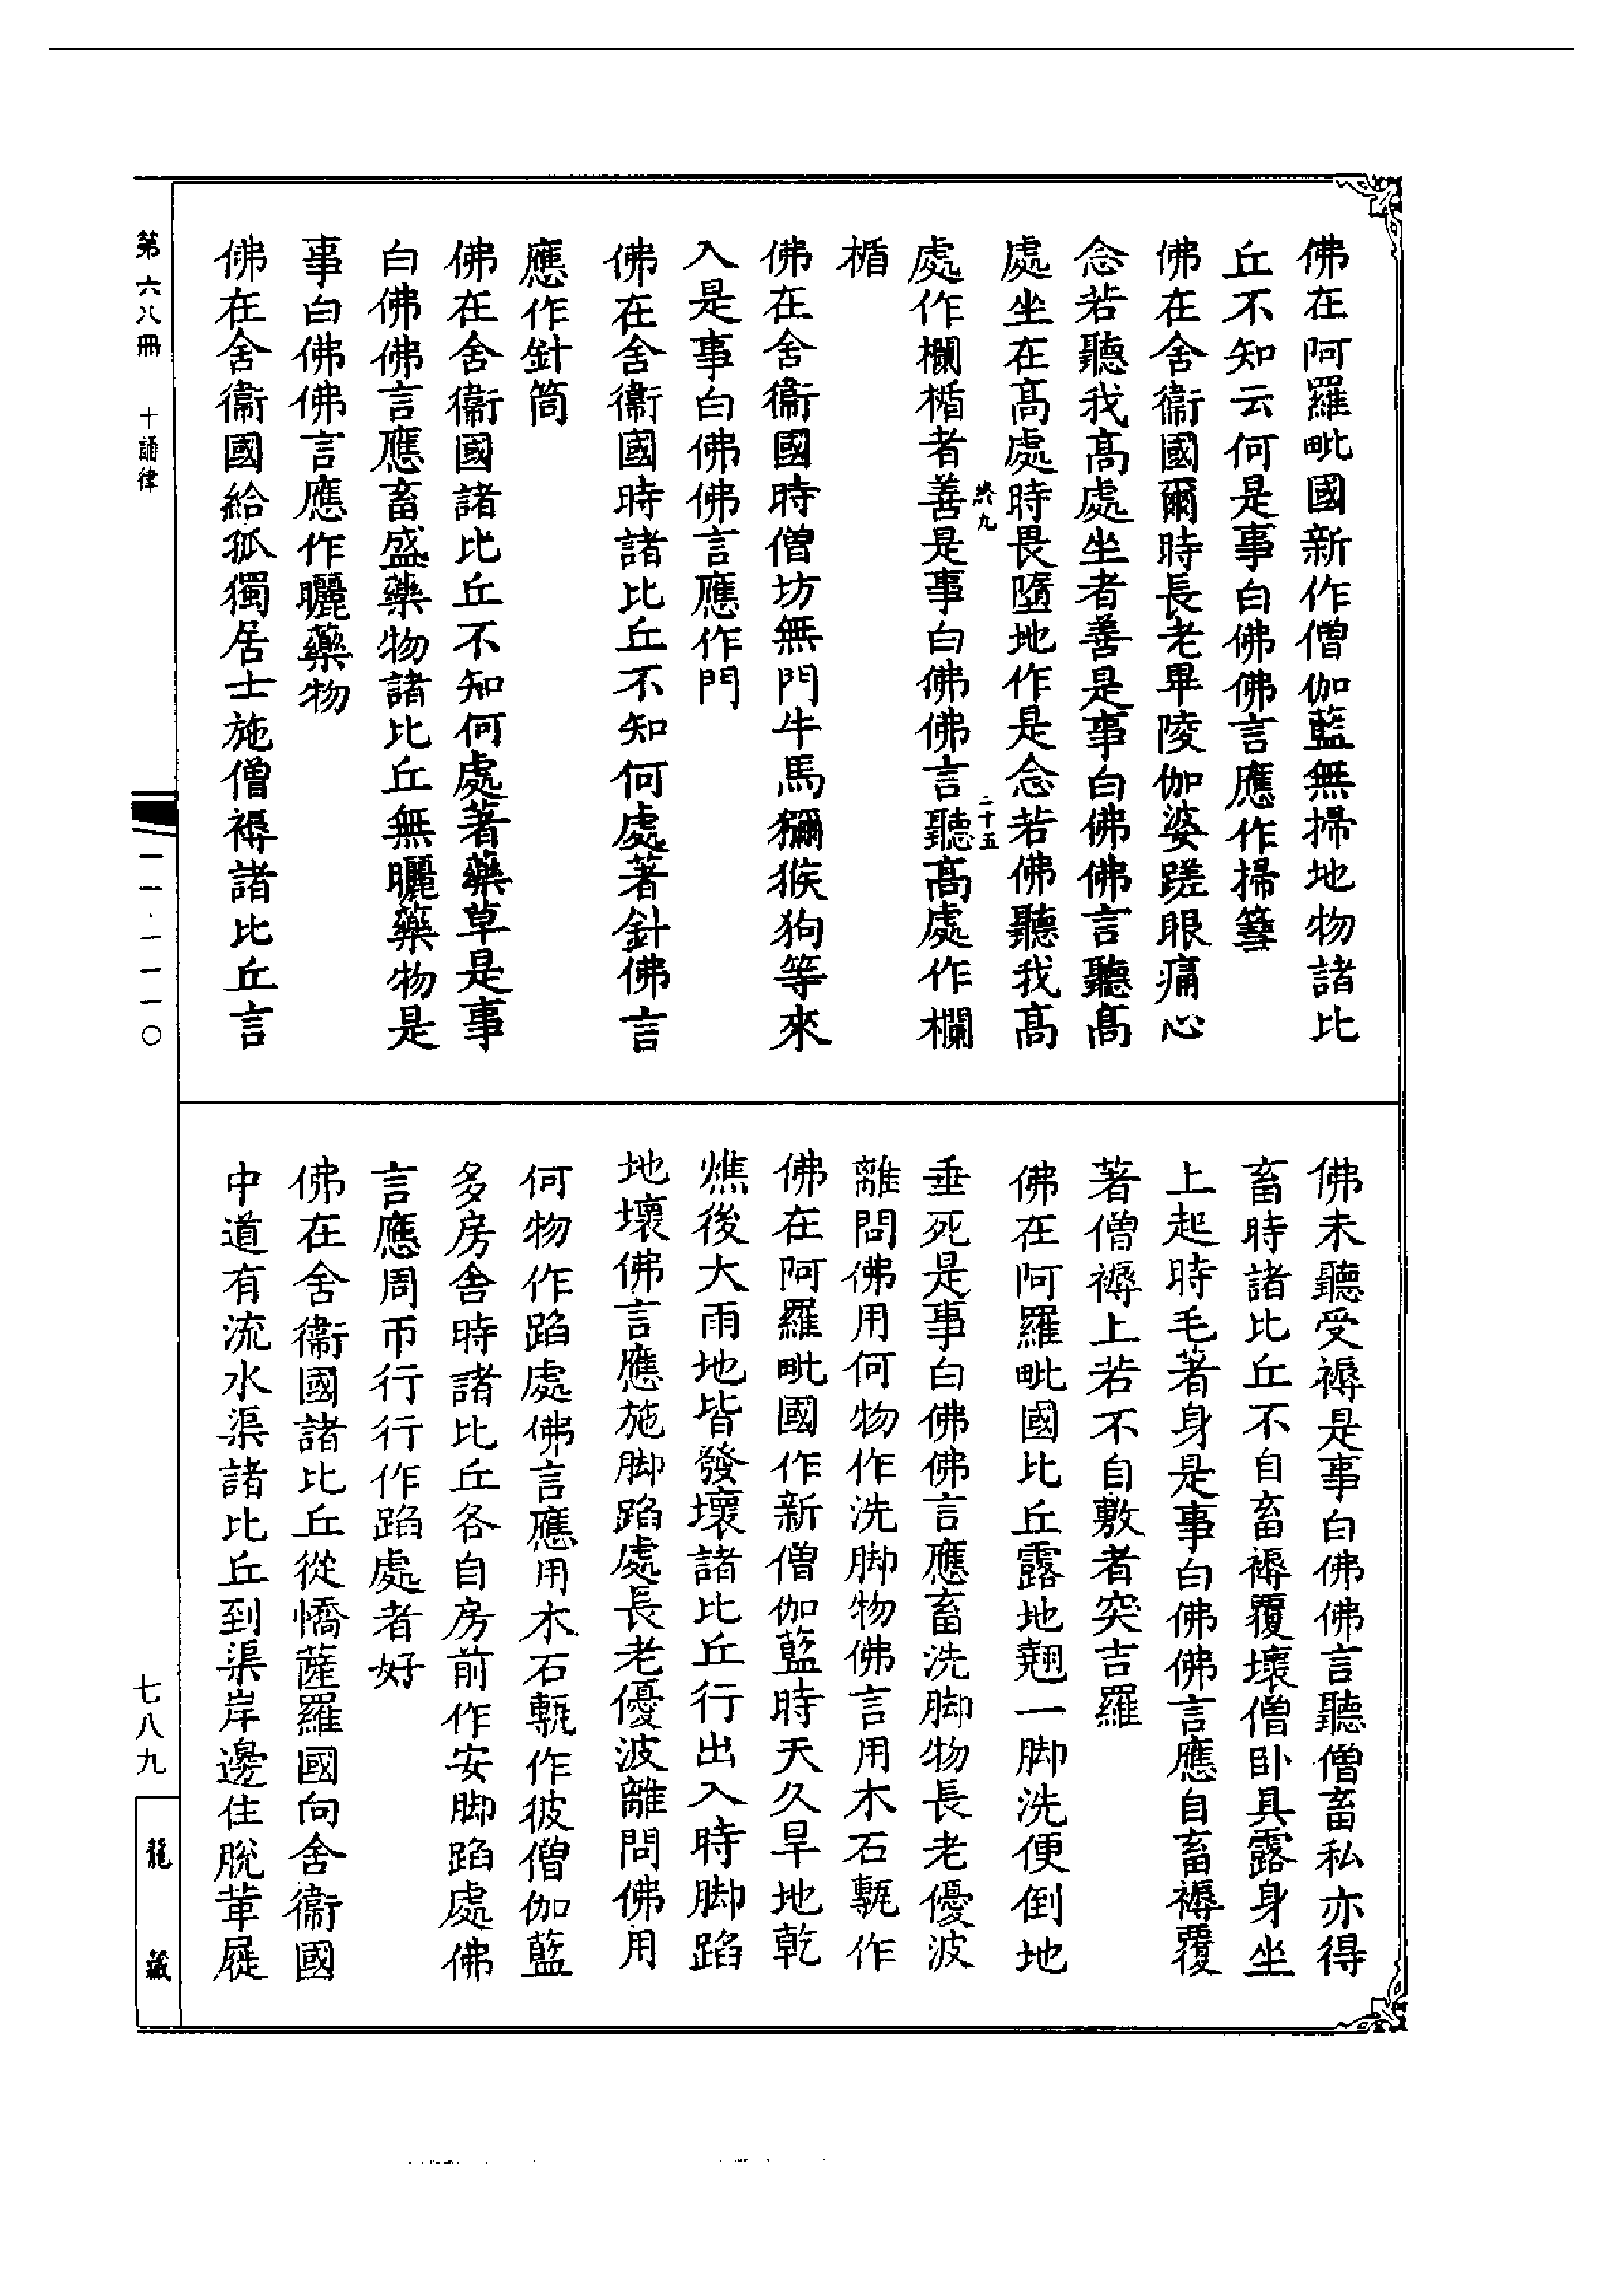 佛在阿羅毗國新作僧伽藍無掃地物諸比
丘不知云何是事白佛佛言應作掃篲
佛在舍衞國爾時長老畢陵伽婆蹉眼痛心
念若聽我高處坐者善是事白佛佛言聽高
處坐在高處時畏墮地作是念若佛聽我高
終九
二十五
處作欄楯者善是事白佛佛言聽高處作欄
楯
佛在舍衞國時僧坊無門牛馬獼猴狗等來
入是事白佛佛言應作門
佛在舍衞國時諸比丘不知何處著針佛言
應作針筒
佛在舍衞國諸比丘不知何處著藥草是事
白佛佛言應畜盛藥物諸比丘無曬藥物是
事白佛佛言應作曬藥物
佛在舍衞國給孤獨居士施僧褥諸比丘言
佛未聽受褥是事白佛佛言聽僧畜私亦得
畜時諸比丘不自畜褥覆壞僧臥具露身坐
上起時毛著身是事白佛佛言應自畜褥覆
著僧褥上若不自敷者突吉羅
佛在阿羅毗國比丘露地翹一脚洗便倒地
垂死是事白佛佛言應畜洗脚物長老優波
離問佛用何物作洗脚物佛言用木石甎作
佛在阿羅毗國作新僧伽藍時天久旱地乾
燋後大雨地皆發壞諸比丘行出入時脚蹈
地壞佛言應施脚蹈處長老優波離問佛用
何物作蹈處佛言應用木石甎作彼僧伽藍
多房舍時諸比丘各自房前作安脚蹈處佛
言應周帀行行作蹈處者好
佛在舍衞國諸比丘從憍薩羅國向舍衞國
中道有流水渠諸比丘到渠岸邊住脫革屣
第六八冊　十誦律
一一·一一一〇
七八九
龍藏